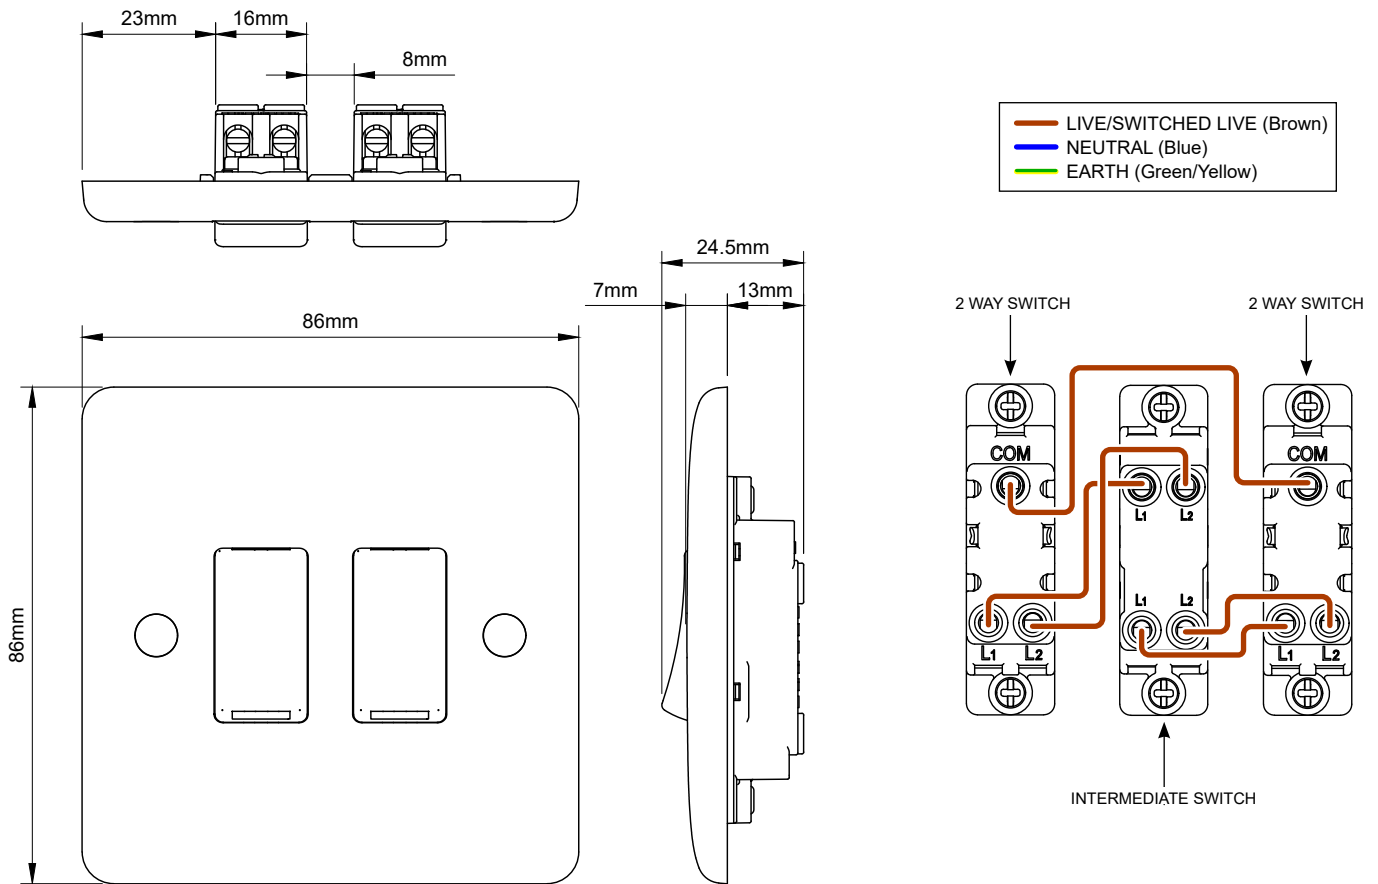 23mm
16mm
8mm
LIVE/SWITCHED LIVE (Brown)
NEUTRAL (Blue)
EARTH (Green/Yellow)
24.5mm
7mm
13mm
86mm
86mm
2 WAY SWITCH
2 WAY SWITCH
COM
COM
L1
L2
L1
L2
L1
L2
L1
L2
INTERMEDIATE SWITCH